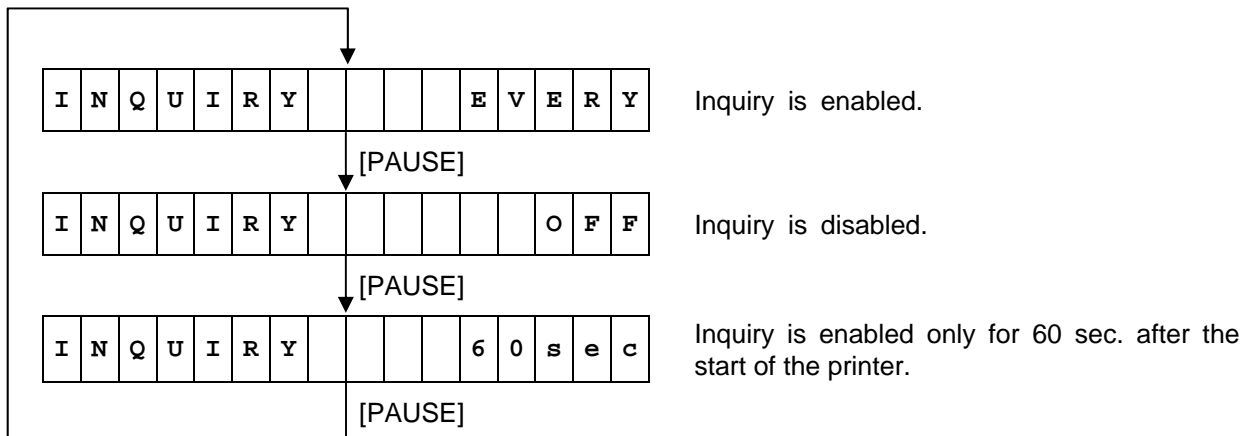 INQUIRY EVERY Inquiry is enabled.
[PAUSE]
INQUIRY OFF Inquiry is disabled.
[PAUSE]
INQUIRY 60sec Inquiry is enabled only for 60 sec. after the
start of the printer.
[PAUSE]